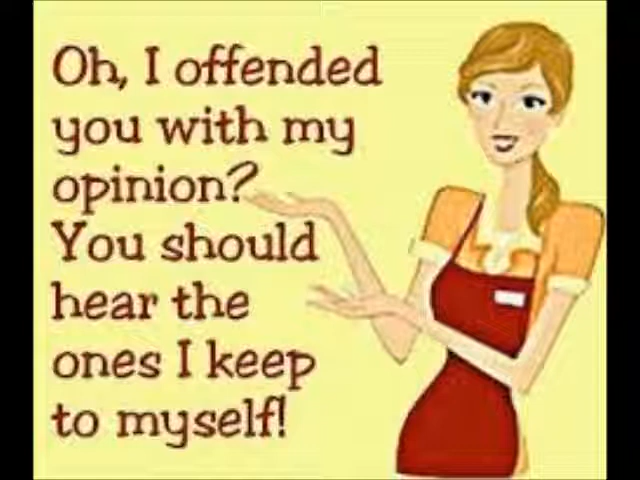 Oh, I offended
you with my
opinion?
You should
hear the
ones I keep
to myself!